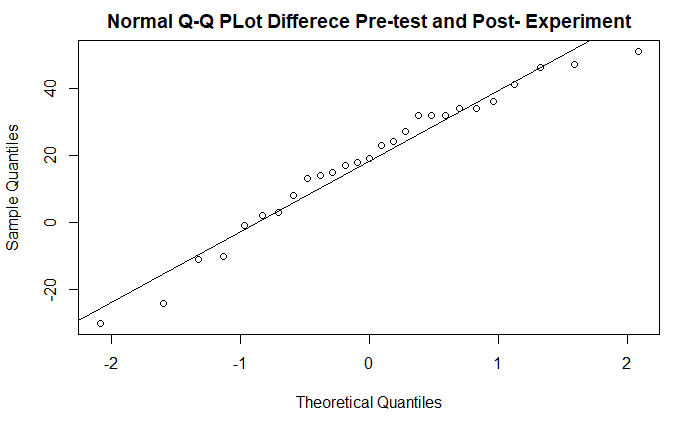 Normal Q-Q PLot Differece Pre-test and Post- Experiment
Sample Quantiles
40
20
0
-20
-2 -1 0 1 2
Theoretical Quantiles